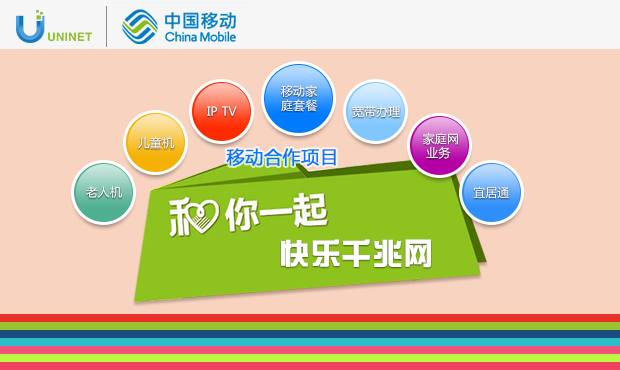 UNINET
中国移动
China Mobile
移动家
庭套餐
IP TV
宽带办理
儿童机
家庭网
业务
移动合作项目
老人机
宜居通
和你一起
快乐千兆网